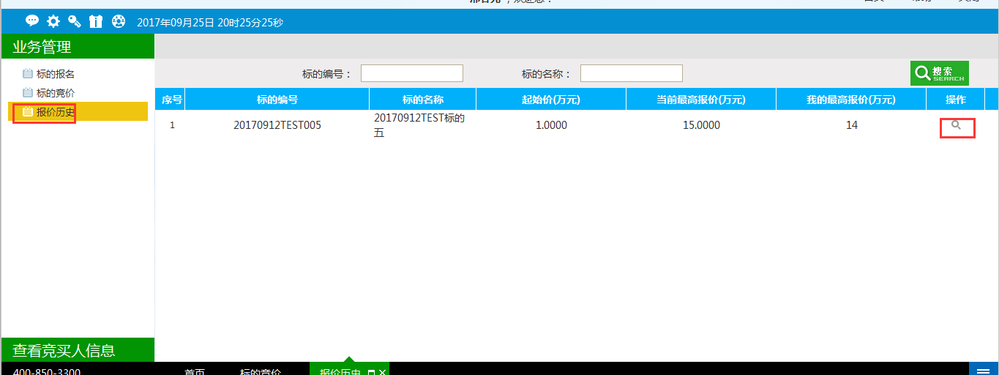 2017年09月25日 20时25分25秒
业务管理
标的报名
标的竞价
报价历史
标的编号：
标的名称：
搜索
SEARCH
序号 标的编号 标的名称 起始价(万元) 当前最高报价(万元) 我的最高报价(万元) 操作
1 20170912TEST005 20170912TEST标的五 1.0000 15.0000 14
查看竞买人信息
400-850-3300 首页 标的竞价 报价历史